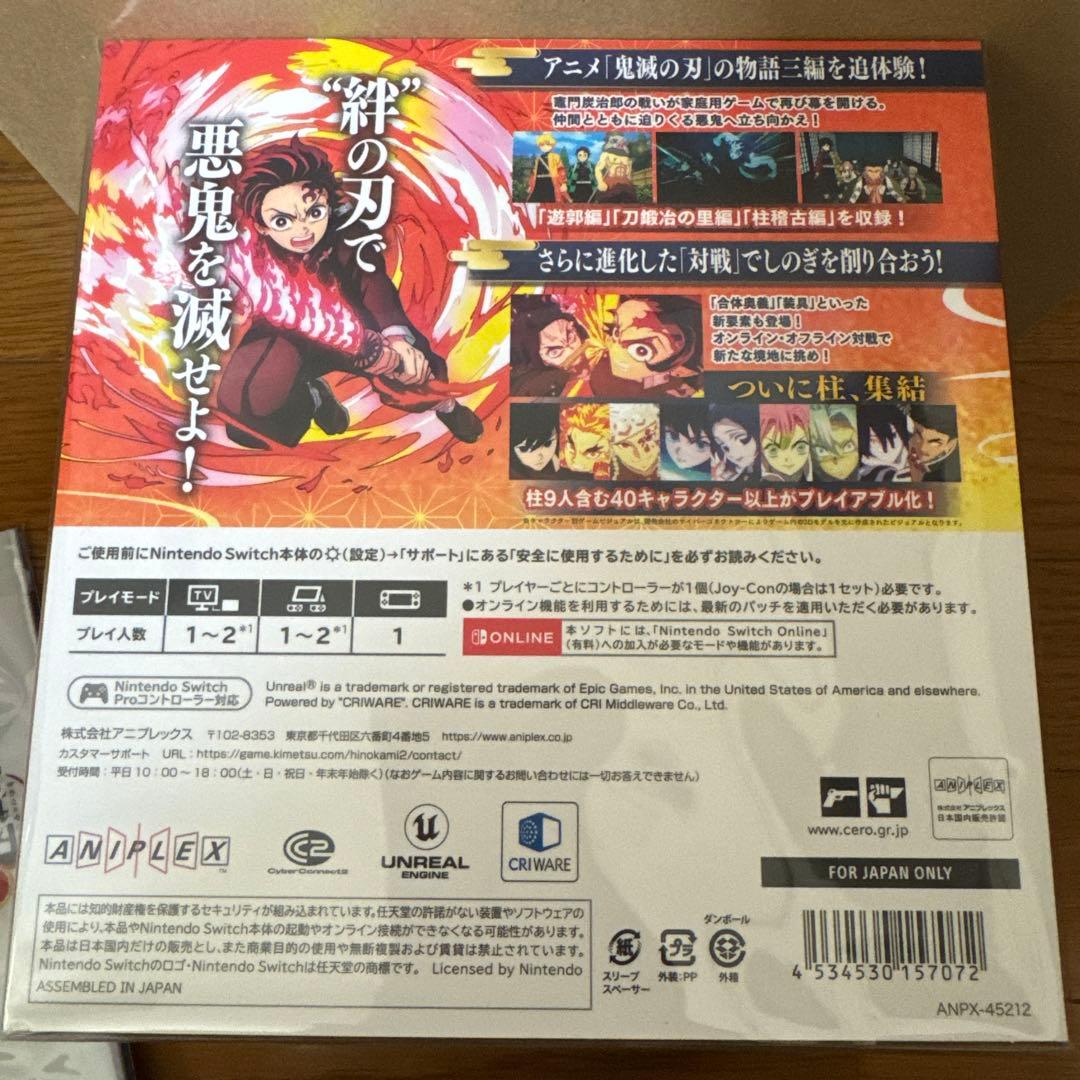 “絆”の刃で
悪鬼を滅せよ!
アニメ「鬼滅の刃」の物語三編を追体験!
竈門炭治郎の戦いが家庭用ゲームで再び幕を開ける。
仲間とともに迫りくる悪鬼へ立ち向かえ!
「遊郭編」「刀鍛冶の里編」「柱稽古編」を収録!
さらに進化した「対戦」でしのぎを削り合おう!
「合体奥義」「装具」といった
新要素も登場!
オンライン・オフライン対戦で
新たな境地に挑め!
ついに柱、集結
柱9人含む40キャラクター以上がプレイアブル化!
ご使用前にNintendo Switch本体の(設定)→「サポート」にある「安全に使用するために」を必ずお読みください。
プレイモード TV
プレイ人数 1~2*1 1~2*1 1
*1 プレイヤーごとにコントローラーが1個(Joy-Conの場合は1セット)必要です。
●オンライン機能を利用するためには、最新のパッチを適用いただく必要があります。
ONLINE
本ソフトには、「Nintendo Switch Online」
(有料)への加入が必要なモードや機能があります。
Nintendo Switch
Proコントローラー対応
Unreal® is a trademark or registered trademark of Epic Games, Inc. in the United States of America and elsewhere.
Powered by "CRIWARE". CRIWARE is a trademark of CRI Middleware Co., Ltd.
株式会社アニプレックス 〒102-8353 東京都千代田区六番町4番地5 https://www.aniplex.co.jp
カスタマーサポート URL:https://game.kimetsu.com/hinokami2/contact/
受付時間:平日10:00~18:00(土・日・祝日・年末年始除く)(なおゲーム内容に関するお問い合わせには一切お答えできません)
ANIPLEX™
CyberConnect2
UNREAL
ENGINE
CRIWARE
www.cero.gr.jp
ANIPLEX
株式会社アニプレックス
日本国内販売許諾
FOR JAPAN ONLY
本品には知的財産権を保護するセキュリティが組み込まれています。任天堂の許諾がない装置やソフトウェアの
使用により、本品やNintendo Switch本体の起動やオンライン接続ができなくなる可能性があります。
本品は日本国内だけの販売とし、また商業目的の使用や無断複製および賃貸は禁止されています。
Nintendo Switchのロゴ・Nintendo Switchは任天堂の商標です。 Licensed by Nintendo
ASSEMBLED IN JAPAN
紙
スリーブ
スペーサー
プラ
外装:PP
ダンボール
外箱
4 534530 157072
ANPX-45212